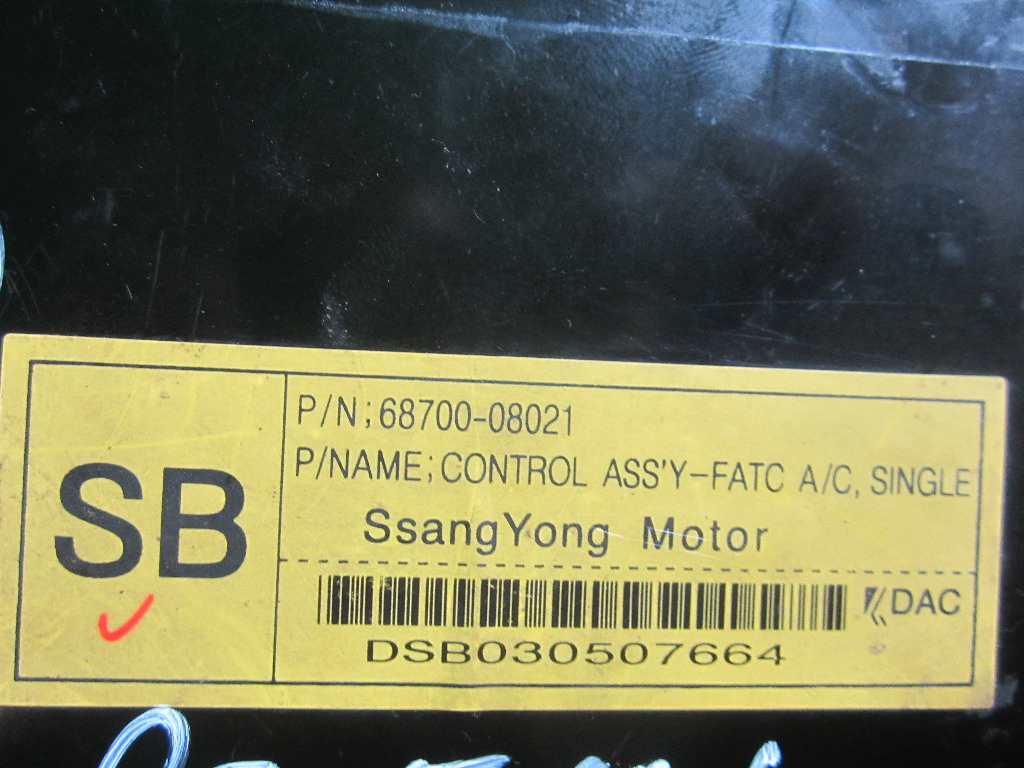 SB
P/N;68700-08021
P/NAME;CONTROL ASS'Y-FATC A/C, SINGLE
SsangYong Motor
DAC
DSB030507664